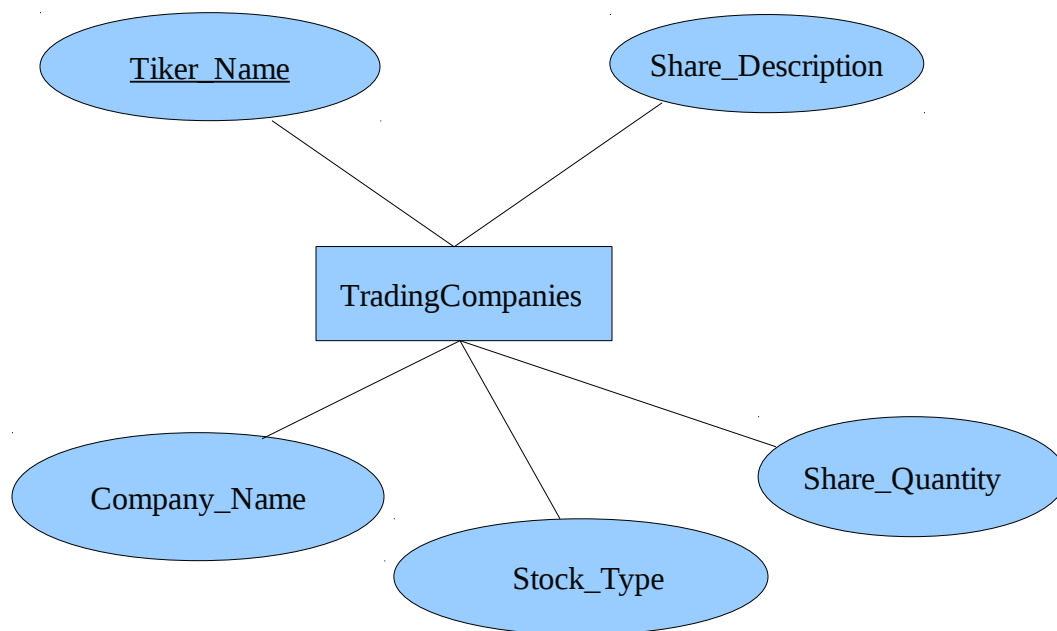 Tiker_Name
Share_Description
TradingCompanies
Company_Name
Share_Quantity
Stock_Type